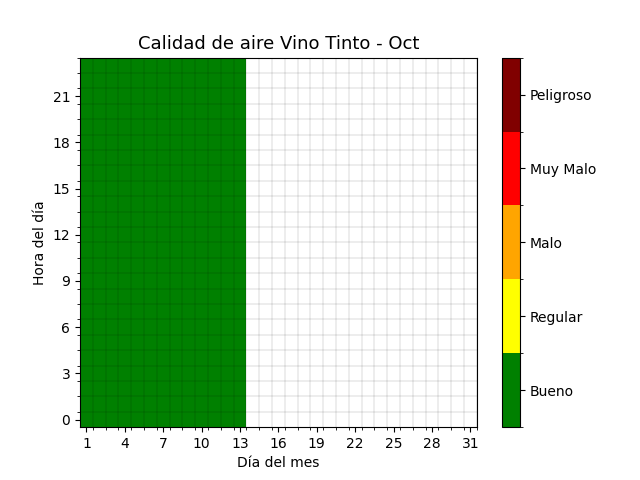 Calidad de aire Vino Tinto - Oct
Hora del día
21
18
15
12
9
6
3
0
1 4 7 10 13 16 19 22 25 28 31
Día del mes
Peligroso
Muy Malo
Malo
Regular
Bueno